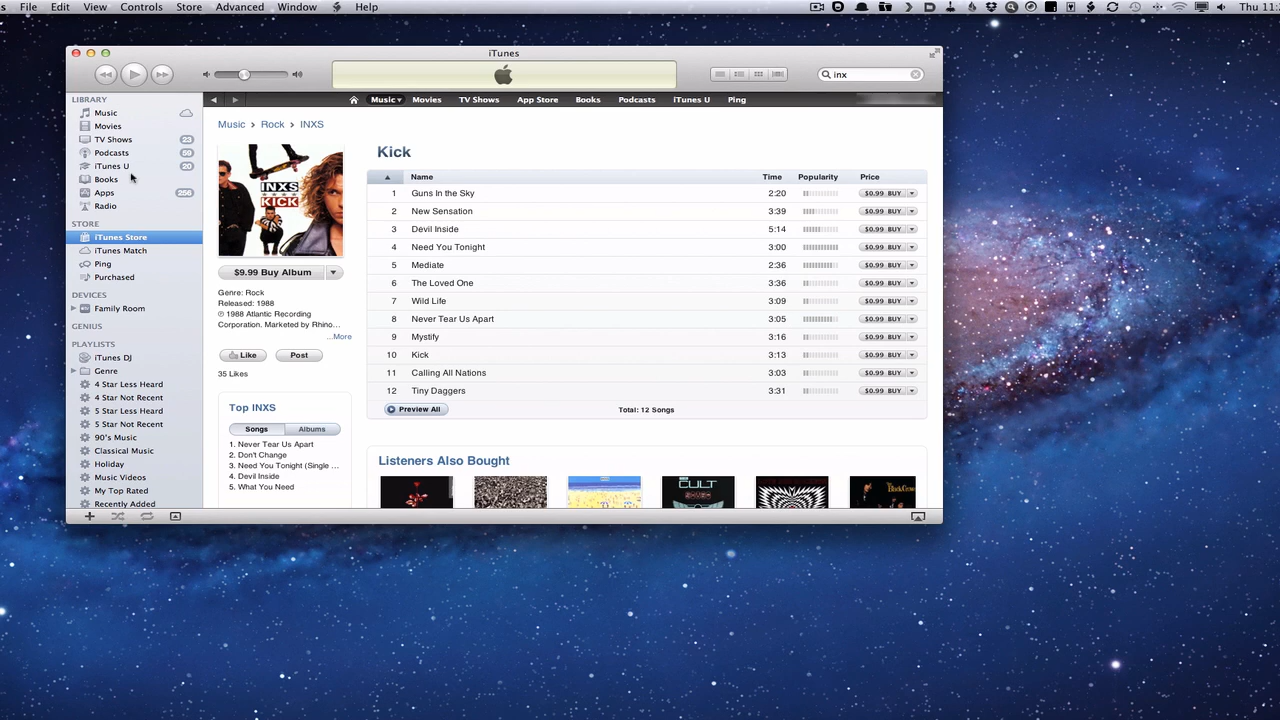 s File Edit View Controls Store Advanced Window Help Thu 11:
iTunes
inx
LIBRARY
Music
Movies
TV Shows 23
Podcasts 59
iTunes U 20
Books
Apps 256
Radio
STORE
iTunes Store
iTunes Match
Ping
Purchased
DEVICES
Family Room
GENIUS
PLAYLISTS
iTunes DJ
Genre
4 Star Less Heard
4 Star Not Recent
5 Star Less Heard
5 Star Not Recent
90's Music
Classical Music
Holiday
Music Videos
My Top Rated
Recently Added
Music Movies TV Shows App Store Books Podcasts iTunes U Ping
Music > Rock > INXS
INXS
KICK
$9.99 Buy Album
Genre: Rock
Released: 1988
℗ 1988 Atlantic Recording
Corporation. Marketed by Rhino…
...More
Like Post
35 Likes
Top INXS
Songs Albums
1. Never Tear Us Apart
2. Don't Change
3. Need You Tonight (Single …
4. Devil Inside
5. What You Need
Kick
Name Time Popularity Price
1 Guns In the Sky 2:20 $0.99 BUY
2 New Sensation 3:39 $0.99 BUY
3 Devil Inside 5:14 $0.99 BUY
4 Need You Tonight 3:00 $0.99 BUY
5 Mediate 2:36 $0.99 BUY
6 The Loved One 3:36 $0.99 BUY
7 Wild Life 3:09 $0.99 BUY
8 Never Tear Us Apart 3:05 $0.99 BUY
9 Mystify 3:16 $0.99 BUY
10 Kick 3:13 $0.99 BUY
11 Calling All Nations 3:03 $0.99 BUY
12 Tiny Daggers 3:31 $0.99 BUY
Preview All Total: 12 Songs
Listeners Also Bought
THE CULT